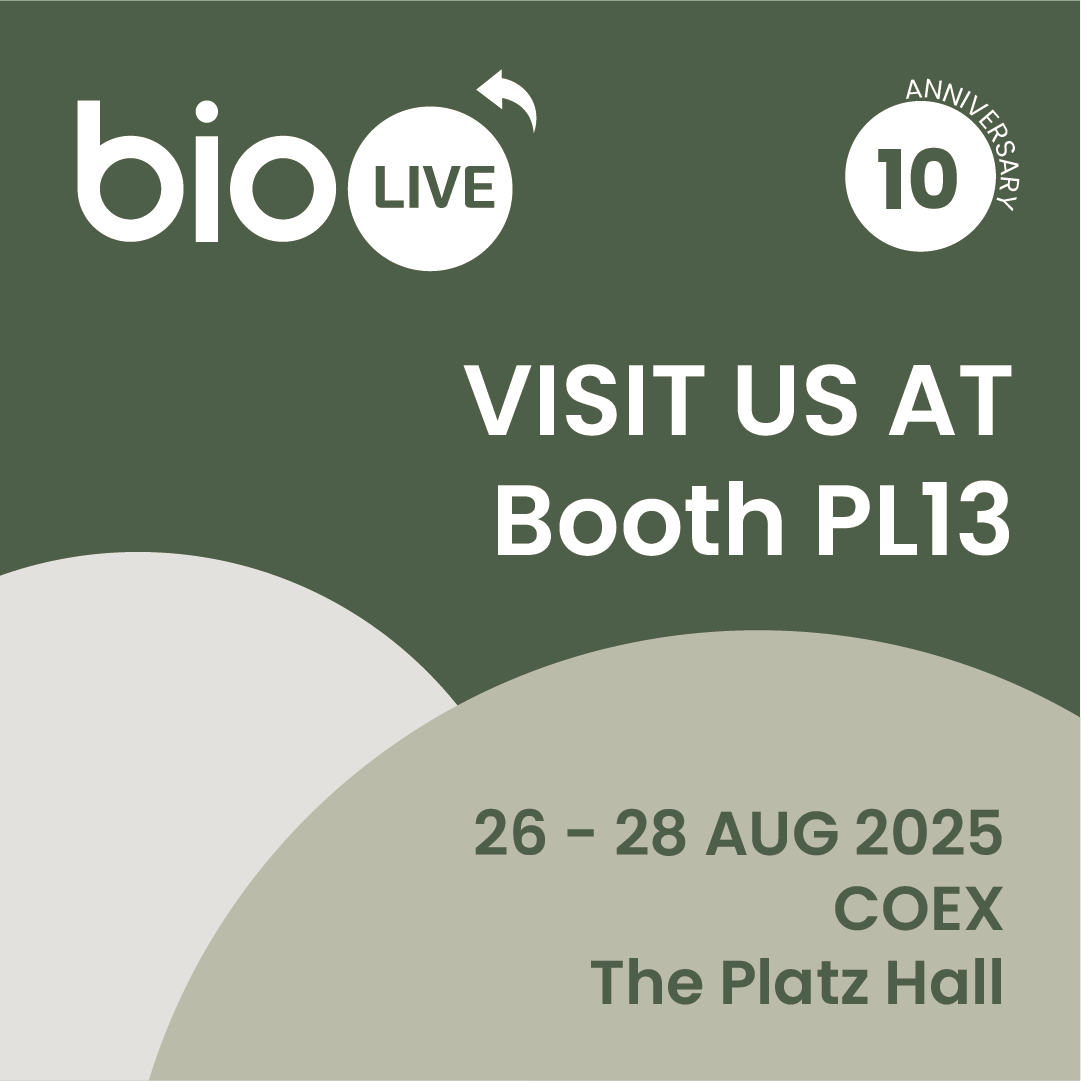 bio LIVE
ANNIVERSARY
10
VISIT US AT
Booth PL13
26 - 28 AUG 2025
COEX
The Platz Hall